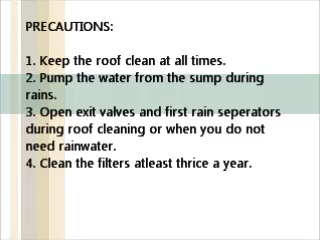 PRECAUTIONS:
1. Keep the roof clean at all times.
2. Pump the water from the sump during
rains.
3. Open exit valves and first rain seperators
during roof cleaning or when you do not
need rainwater.
4. Clean the filters atleast thrice a year.